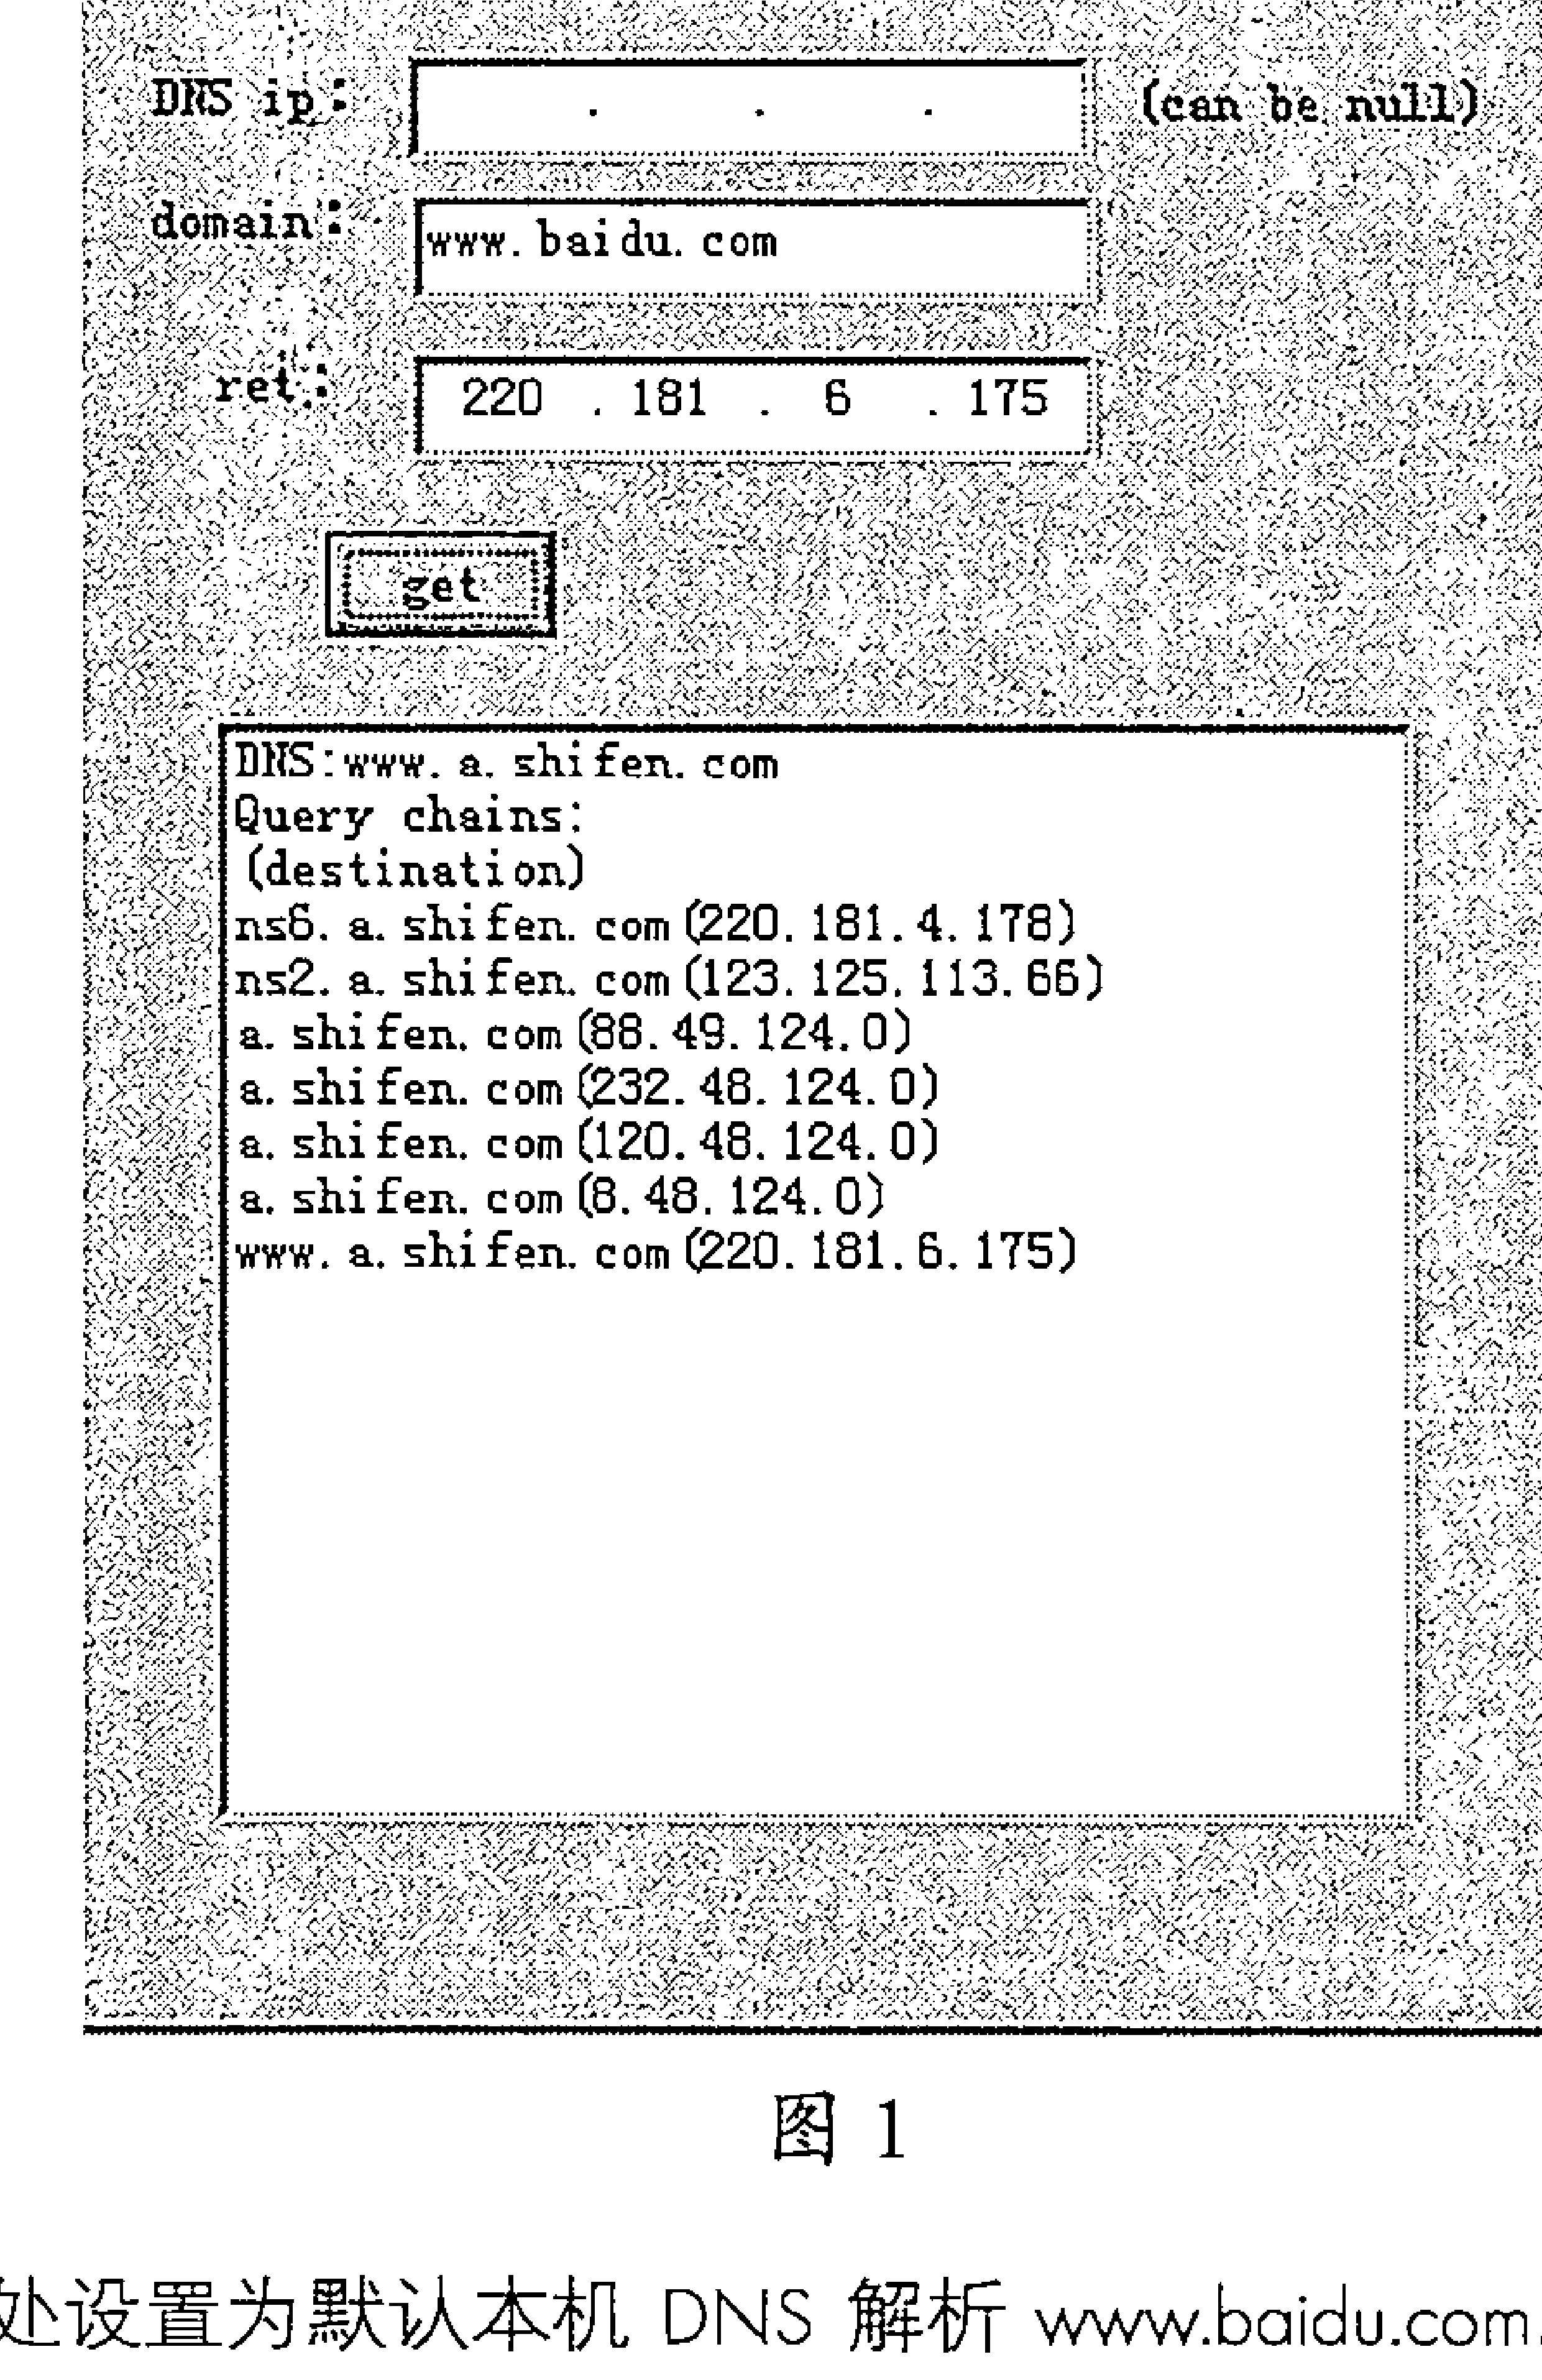 DNS ip: . . . (can be null)
domain: www.baidu.com
ret: 220 . 181 . 6 . 175
get
DNS:www.a.shifen.com
Query chains:
(destination)
ns6.a.shifen.com(220.181.4.178)
ns2.a.shifen.com(123.125.113.66)
a.shifen.com(88.49.124.0)
a.shifen.com(232.48.124.0)
a.shifen.com(120.48.124.0)
a.shifen.com(8.48.124.0)
www.a.shifen.com(220.181.6.175)
图 1
处设置为默认本机 DNS 解析 www.baidu.com.